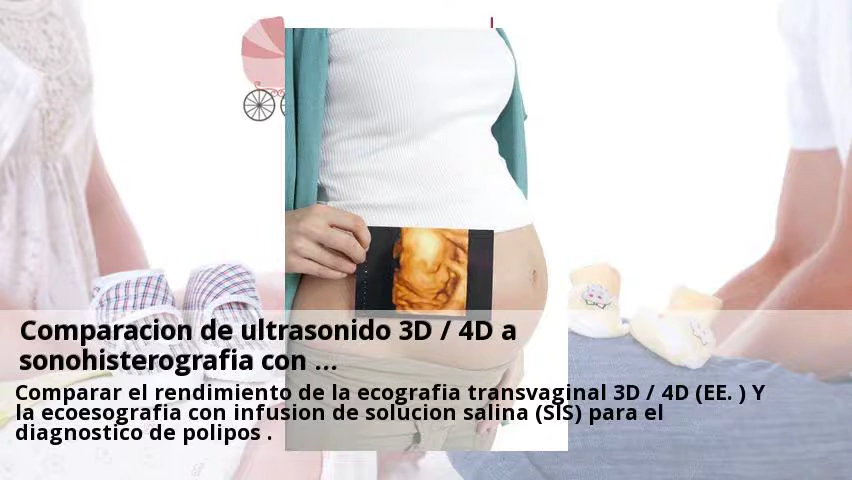 Comparacion de ultrasonido 3D / 4D a
sonohisterografia con ...
Comparar el rendimiento de la ecografia transvaginal 3D / 4D (EE. ) Y
la ecoesografia con infusion de solucion salina (SIS) para el
diagnostico de polipos .